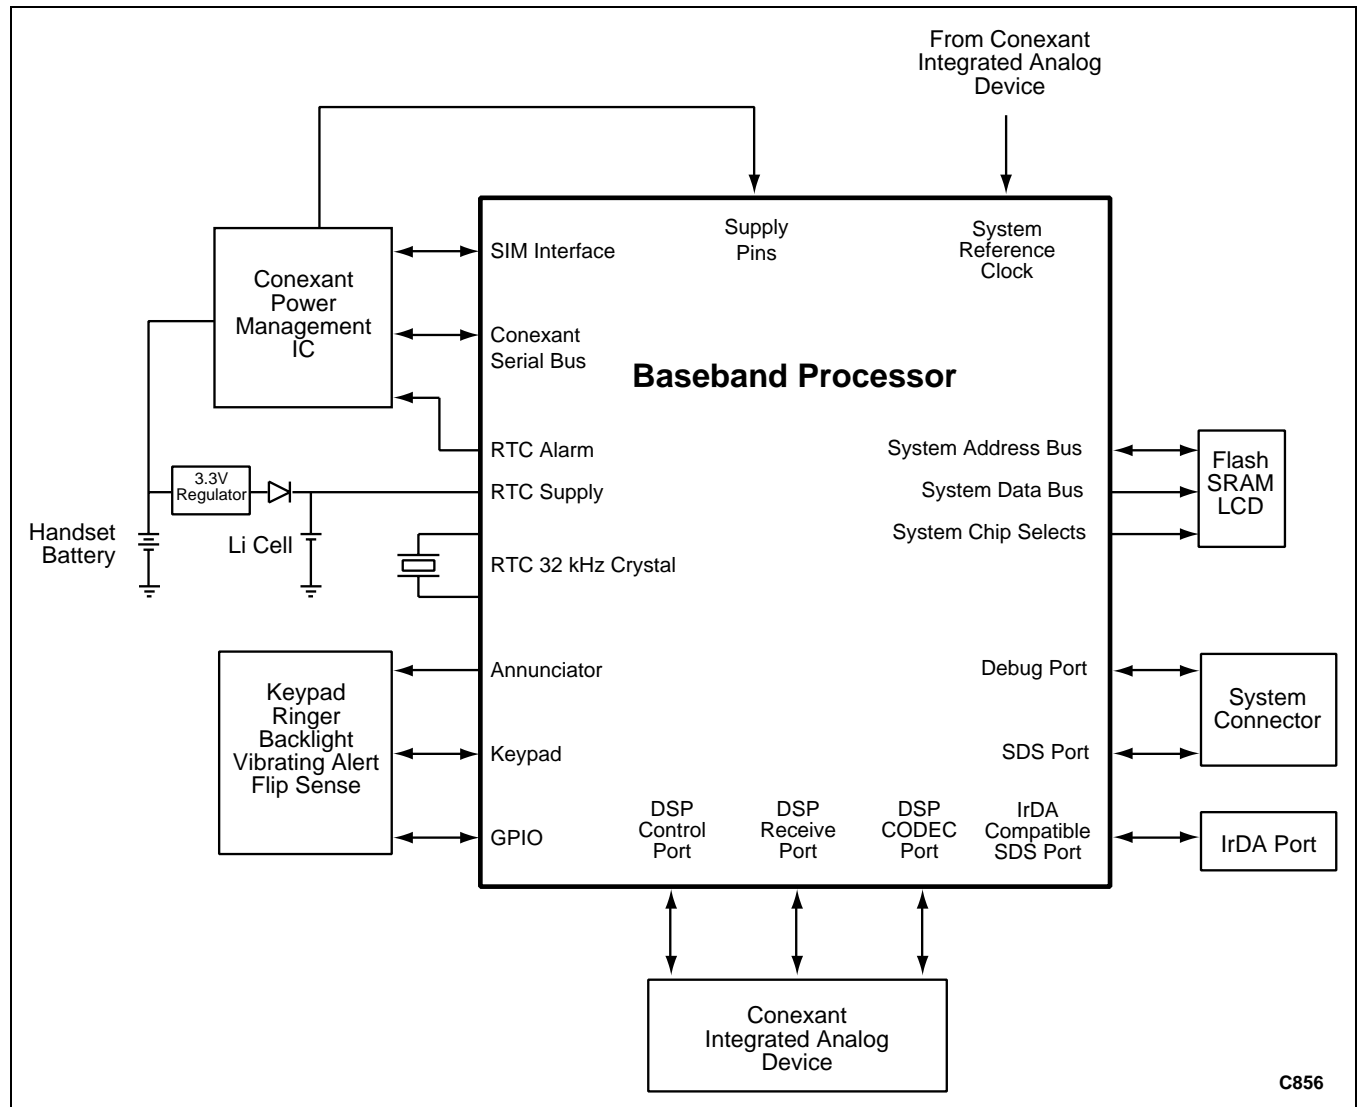 From Conexant
Integrated Analog
Device
Supply
Pins
System
Reference
Clock
Conexant
Power
Management
IC
SIM Interface
Conexant
Serial Bus
Baseband Processor
RTC Alarm
RTC Supply
RTC 32 kHz Crystal
3.3V
Regulator
Handset
Battery
Li Cell
System Address Bus
System Data Bus
System Chip Selects
Flash
SRAM
LCD
Keypad
Ringer
Backlight
Vibrating Alert
Flip Sense
Annunciator
Keypad
GPIO
Debug Port
SDS Port
System
Connector
DSP
Control
Port
DSP
Receive
Port
DSP
CODEC
Port
IrDA
Compatible
SDS Port
IrDA Port
Conexant
Integrated Analog
Device
C856